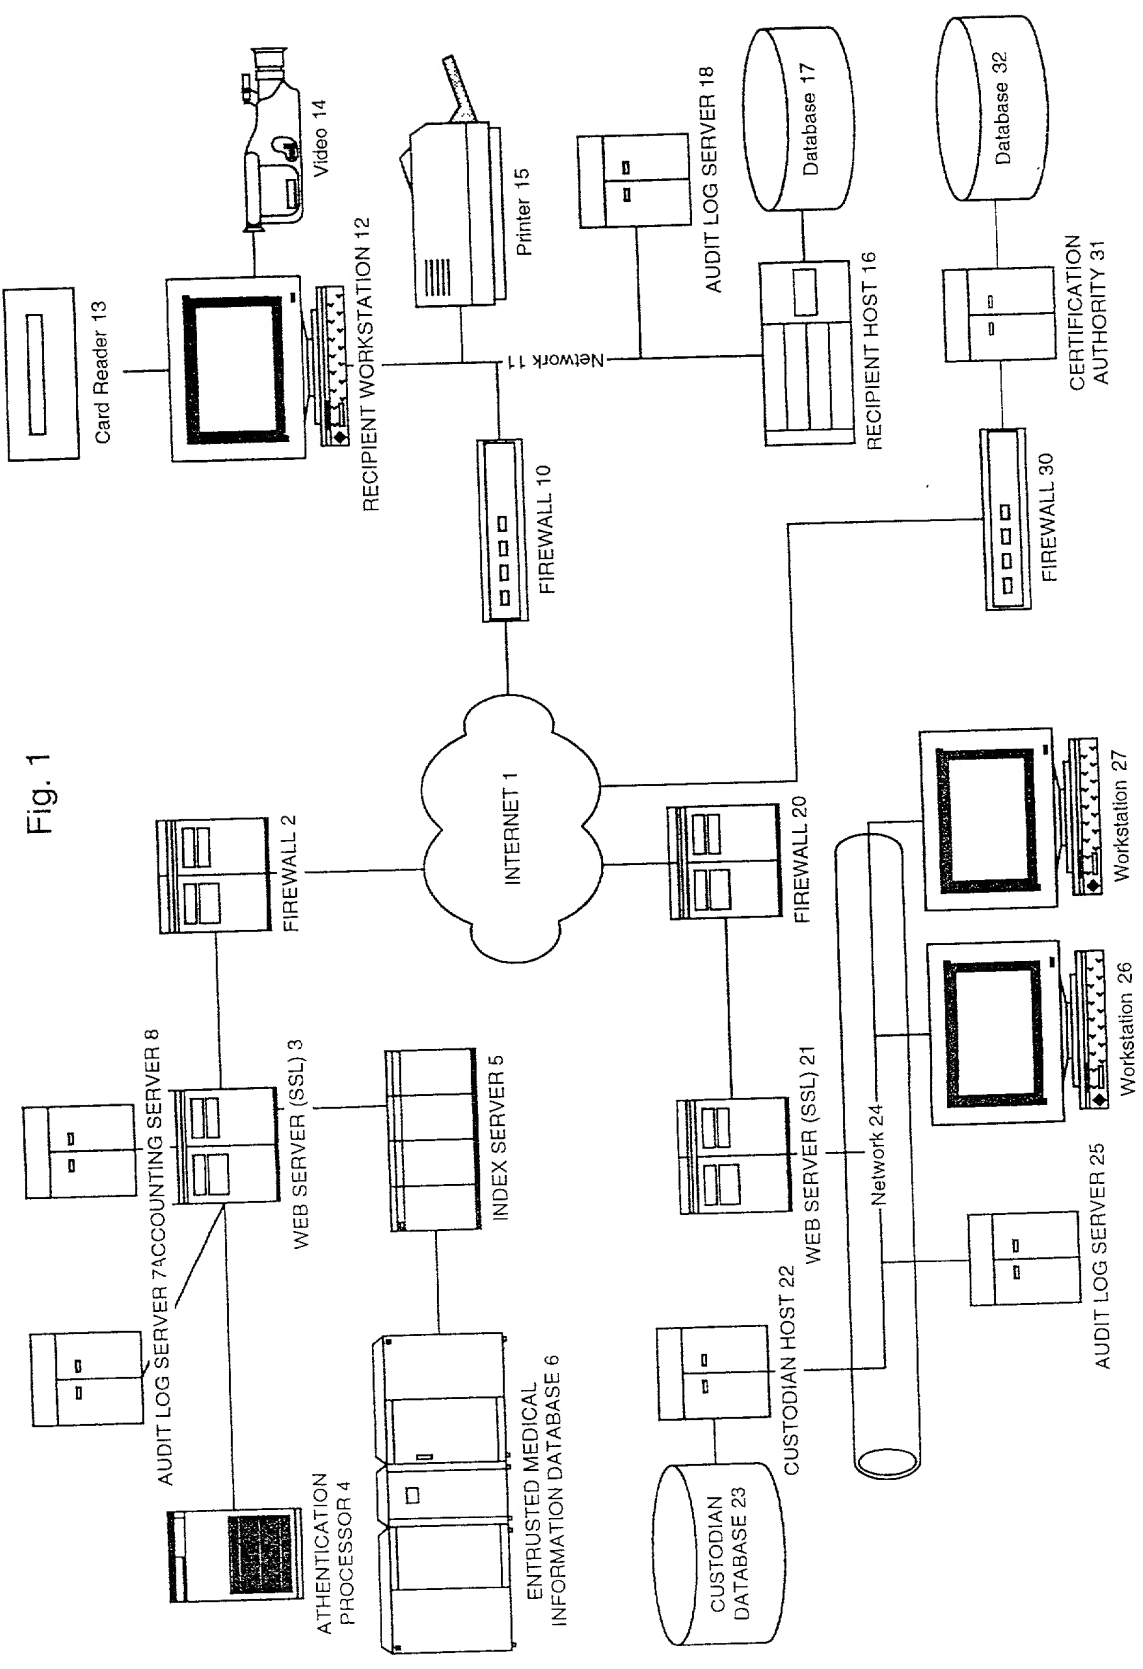 Fig. 1
Card Reader 13
Video 14
RECIPIENT WORKSTATION 12
Printer 15
Network 11
AUDIT LOG SERVER 18
Database 17
RECIPIENT HOST 16
Database 32
CERTIFICATION
AUTHORITY 31
FIREWALL 10
FIREWALL 30
INTERNET 1
FIREWALL 2
FIREWALL 20
AUDIT LOG SERVER 7
ACCOUNTING SERVER 8
WEB SERVER (SSL) 3
INDEX SERVER 5
ATHENTICATION
PROCESSOR 4
ENTRUSTED MEDICAL
INFORMATION DATABASE 6
WEB SERVER (SSL) 21
CUSTODIAN HOST 22
CUSTODIAN
DATABASE 23
Network 24
AUDIT LOG SERVER 25
Workstation 26
Workstation 27